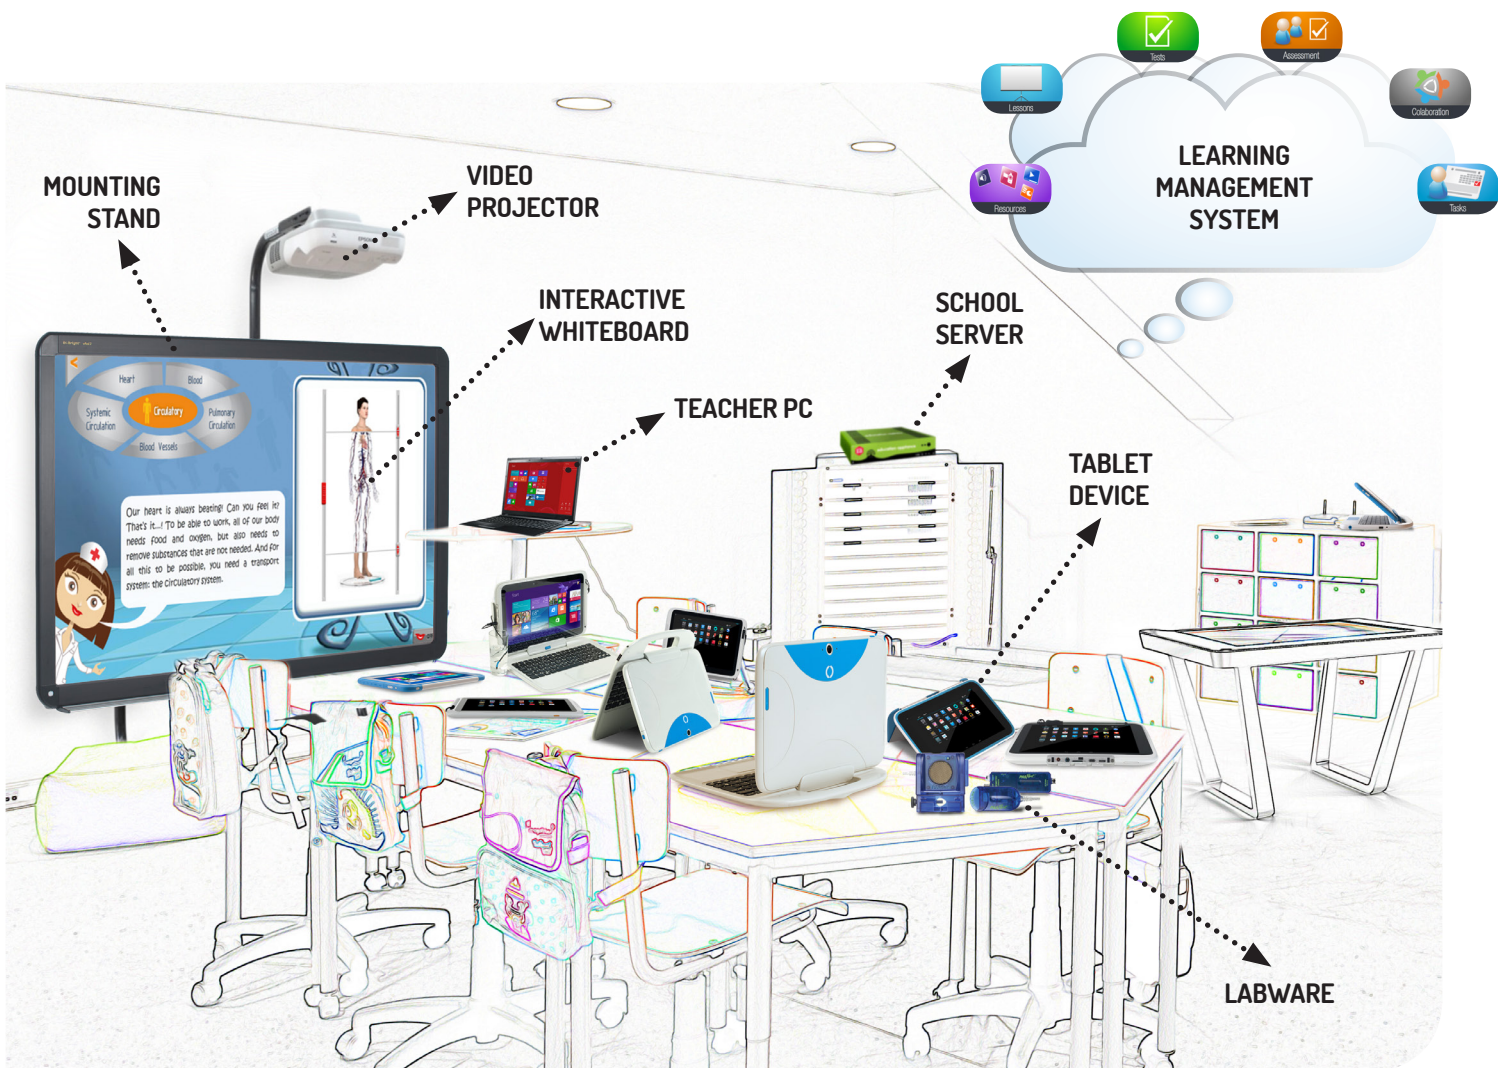 Tests
Assessment
Lessons
Colaboration
Resources
Tasks
LEARNING
MANAGEMENT
SYSTEM
MOUNTING
STAND
VIDEO
PROJECTOR
INTERACTIVE
WHITEBOARD
SCHOOL
SERVER
TEACHER PC
TABLET
DEVICE
LABWARE
<
Heart
Blood
Systemic
Circulation
Circulatory
Pulmonary
Circulation
Blood Vessels
Our heart is always beating! Can you feel it?
That's it...! To be able to work, all of our body
needs food and oxygen, but also needs to
remove substances that are not needed. And for
all this to be possible, you need a transport
system: the circulatory system.